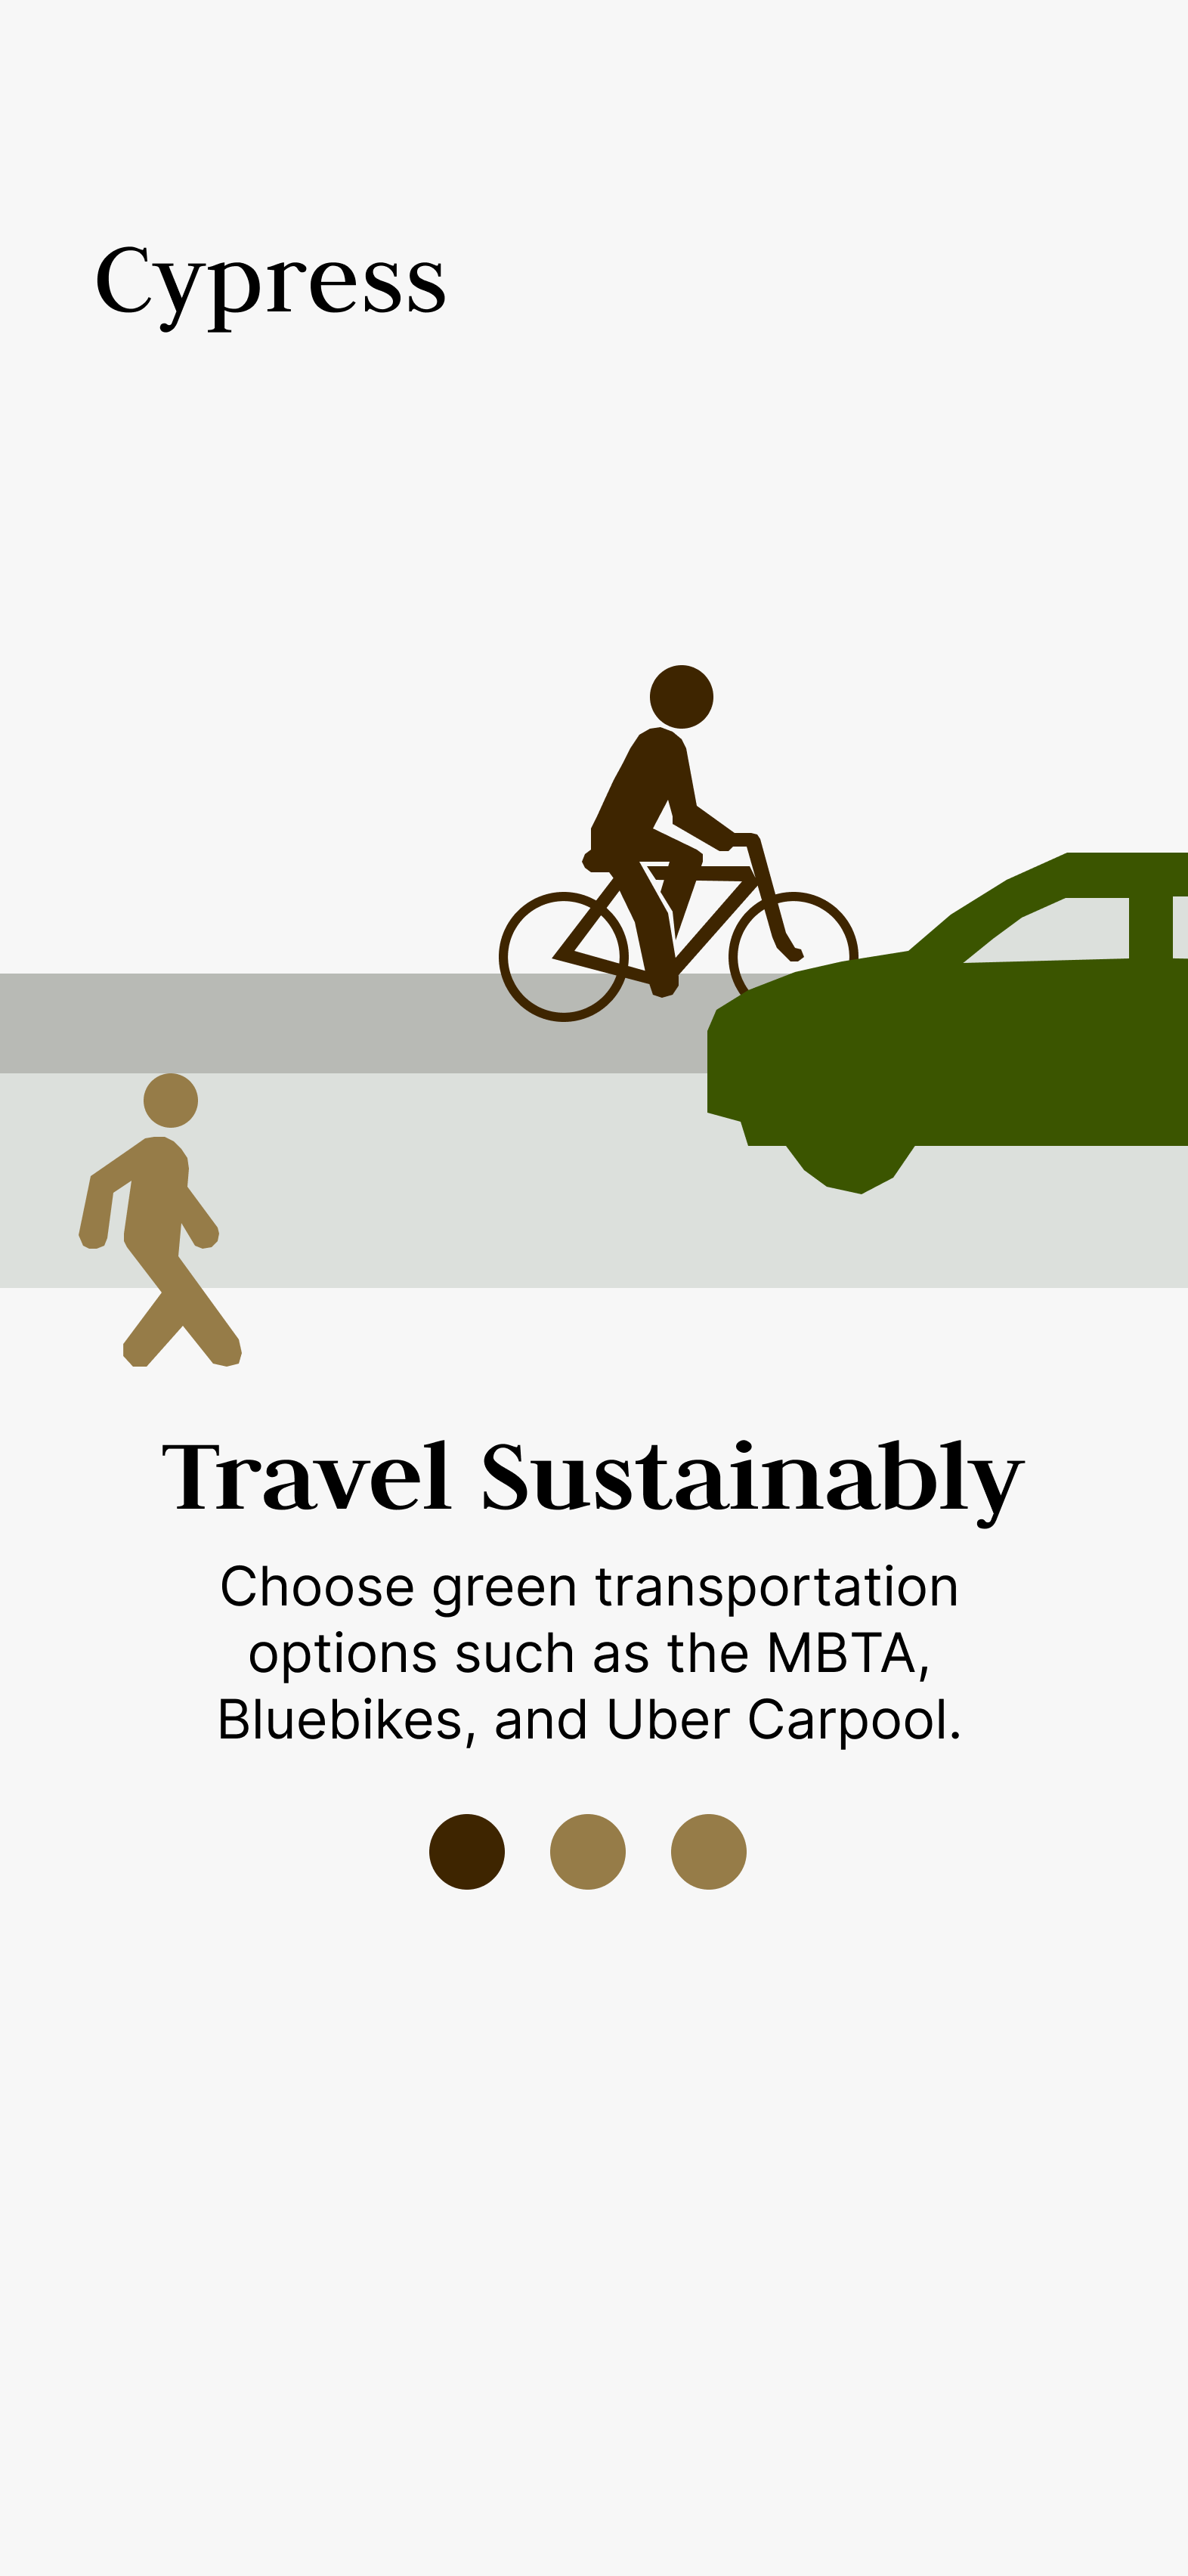 Cypress
Travel Sustainably
Choose green transportation
options such as the MBTA,
Bluebikes, and Uber Carpool.